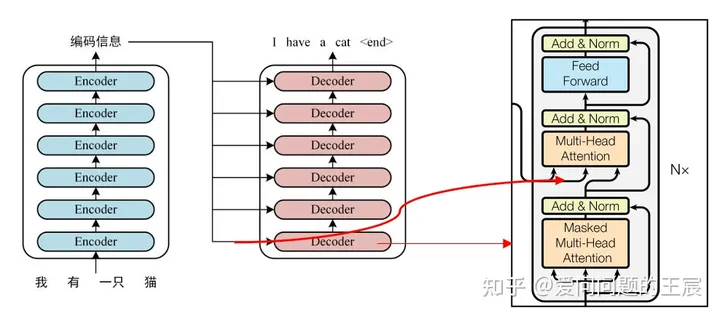 编码信息
Encoder
Encoder
Encoder
Encoder
Encoder
Encoder
我 有 一只 猫
I have a cat <end>
Decoder
Decoder
Decoder
Decoder
Decoder
Decoder
Add & Norm
Feed
Forward
Add & Norm
Multi-Head
Attention
N×
Add & Norm
Masked
Multi-Head
Attention
知乎 @爱问问题的王宸